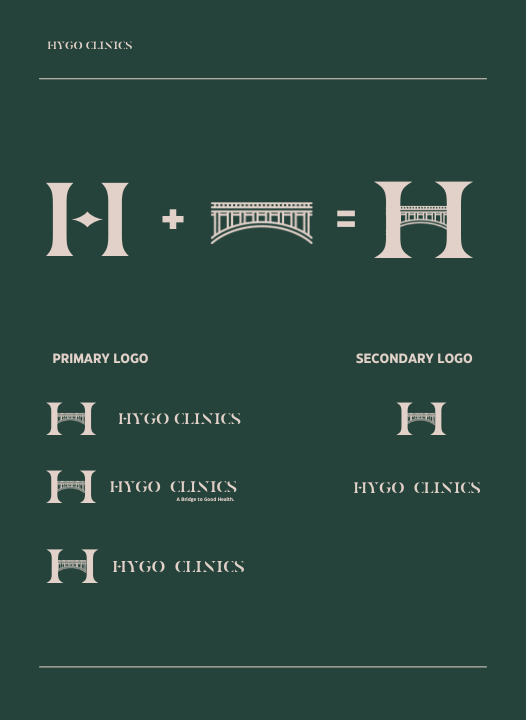 HYGO CLINICS
H + = H
PRIMARY LOGO
SECONDARY LOGO
H HYGO CLINICS
H
H HYGO CLINICS
A Bridge to Good Health.
HYGO CLINICS
H HYGO CLINICS